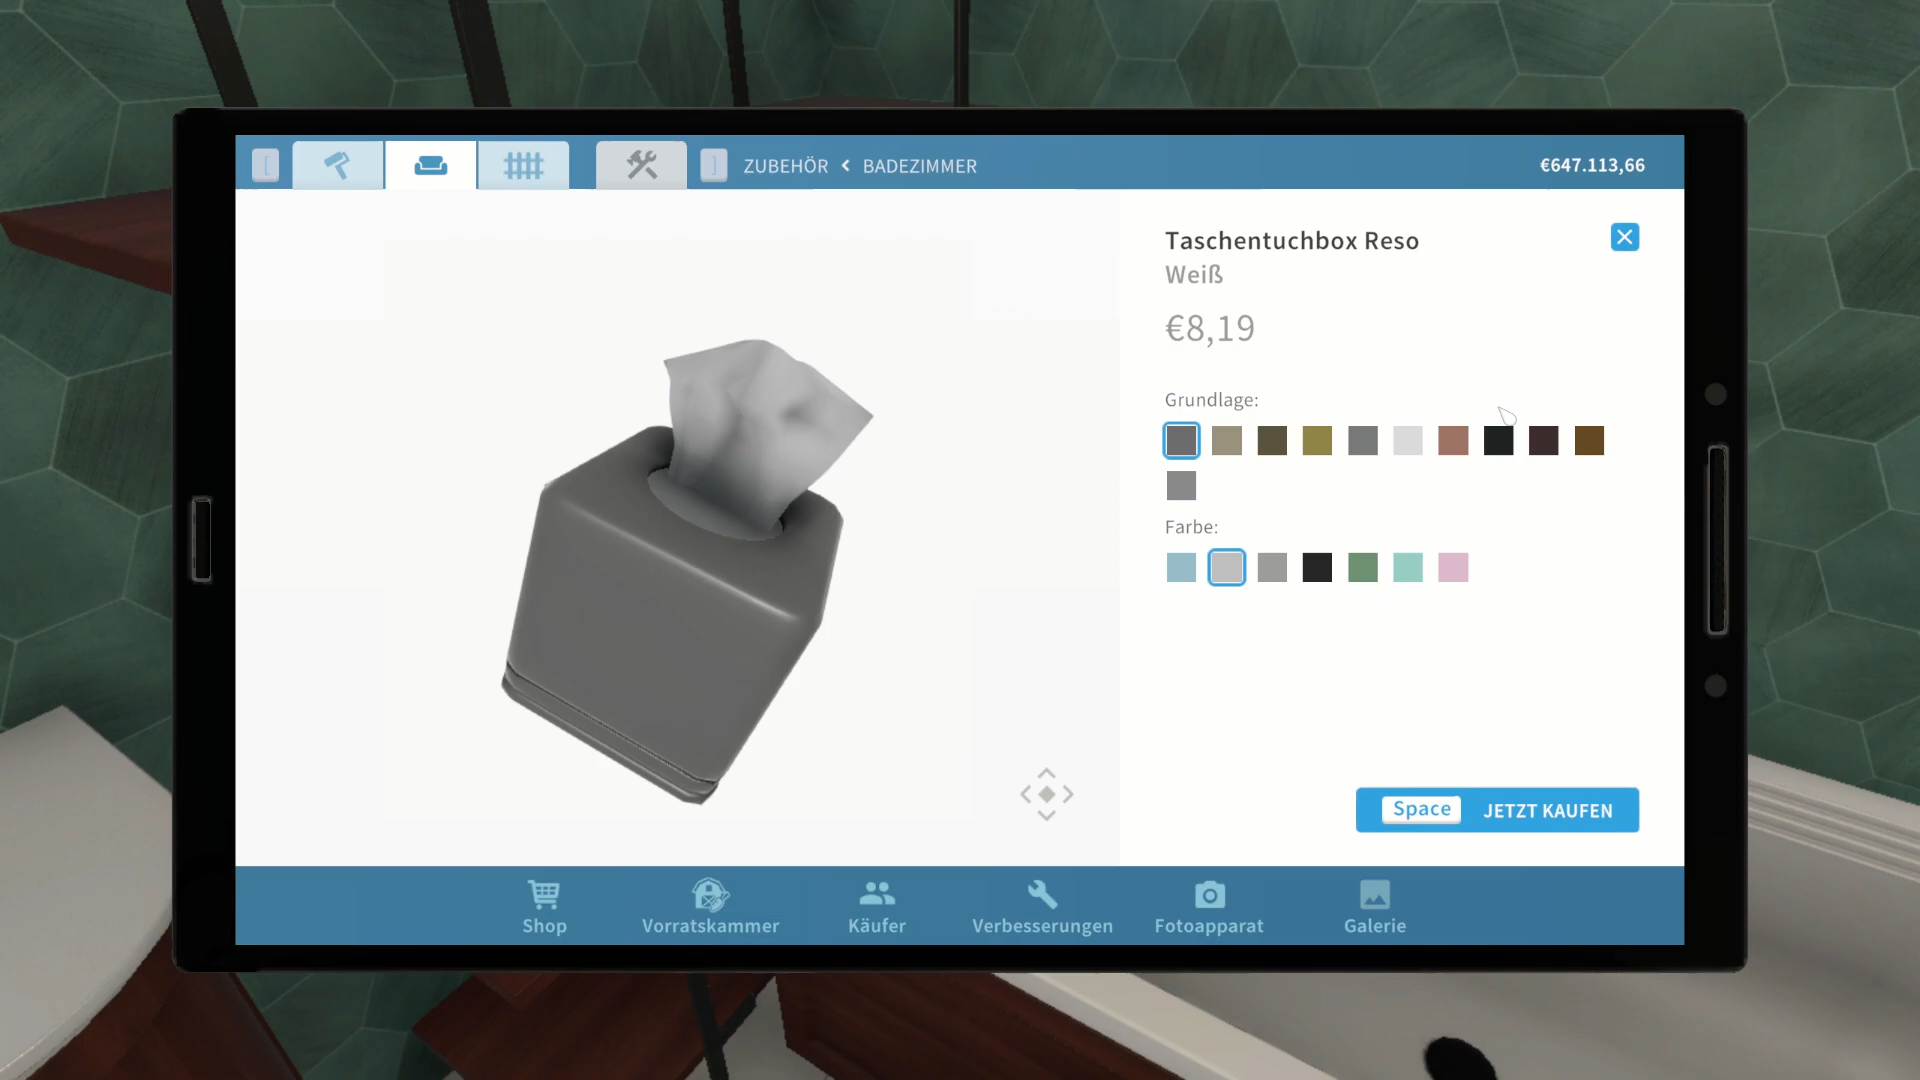 [
]
ZUBEHÖR
BADEZIMMER
€647.113,66
Taschentuchbox Reso
Weiß
€8,19
Grundlage:
Farbe:
Space JETZT KAUFEN
Shop
Vorratskammer
Käufer
Verbesserungen
Fotoapparat
Galerie